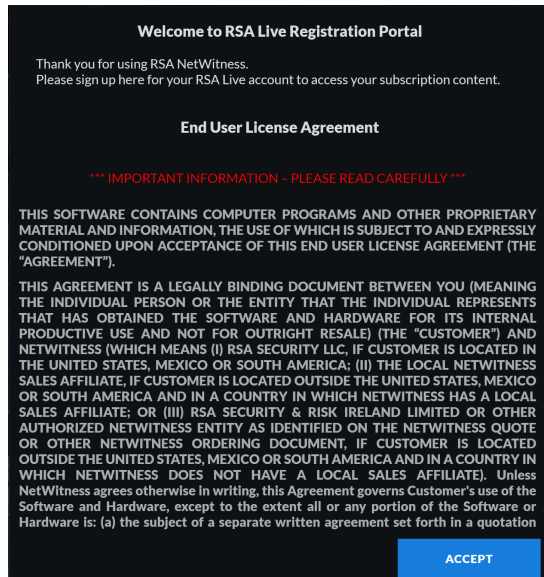 Welcome to RSA Live Registration Portal
Thank you for using RSA NetWitness.
Please sign up here for your RSA Live account to access your subscription content.
End User License Agreement
*** IMPORTANT INFORMATION – PLEASE READ CAREFULLY ***
THIS SOFTWARE CONTAINS COMPUTER PROGRAMS AND OTHER PROPRIETARY
MATERIAL AND INFORMATION, THE USE OF WHICH IS SUBJECT TO AND EXPRESSLY
CONDITIONED UPON ACCEPTANCE OF THIS END USER LICENSE AGREEMENT (THE
“AGREEMENT”).
THIS AGREEMENT IS A LEGALLY BINDING DOCUMENT BETWEEN YOU (MEANING
THE INDIVIDUAL PERSON OR THE ENTITY THAT THE INDIVIDUAL REPRESENTS
THAT HAS OBTAINED THE SOFTWARE AND HARDWARE FOR ITS INTERNAL
PRODUCTIVE USE AND NOT FOR OUTRIGHT RESALE) (THE “CUSTOMER”) AND
NETWITNESS (WHICH MEANS (I) RSA SECURITY LLC, IF CUSTOMER IS LOCATED IN
THE UNITED STATES, MEXICO OR SOUTH AMERICA; (II) THE LOCAL NETWITNESS
SALES AFFILIATE, IF CUSTOMER IS LOCATED OUTSIDE THE UNITED STATES, MEXICO
OR SOUTH AMERICA AND IN A COUNTRY IN WHICH NETWITNESS HAS A LOCAL
SALES AFFILIATE; OR (III) RSA SECURITY & RISK IRELAND LIMITED OR OTHER
AUTHORIZED NETWITNESS ENTITY AS IDENTIFIED ON THE NETWITNESS QUOTE
OR OTHER NETWITNESS ORDERING DOCUMENT, IF CUSTOMER IS LOCATED
OUTSIDE THE UNITED STATES, MEXICO OR SOUTH AMERICA AND IN A COUNTRY IN
WHICH NETWITNESS DOES NOT HAVE A LOCAL SALES AFFILIATE). Unless
NetWitness agrees otherwise in writing, this Agreement governs Customer's use of the
Software and Hardware, except to the extent all or any portion of the Software or
Hardware is: (a) the subject of a separate written agreement set forth in a quotation
ACCEPT